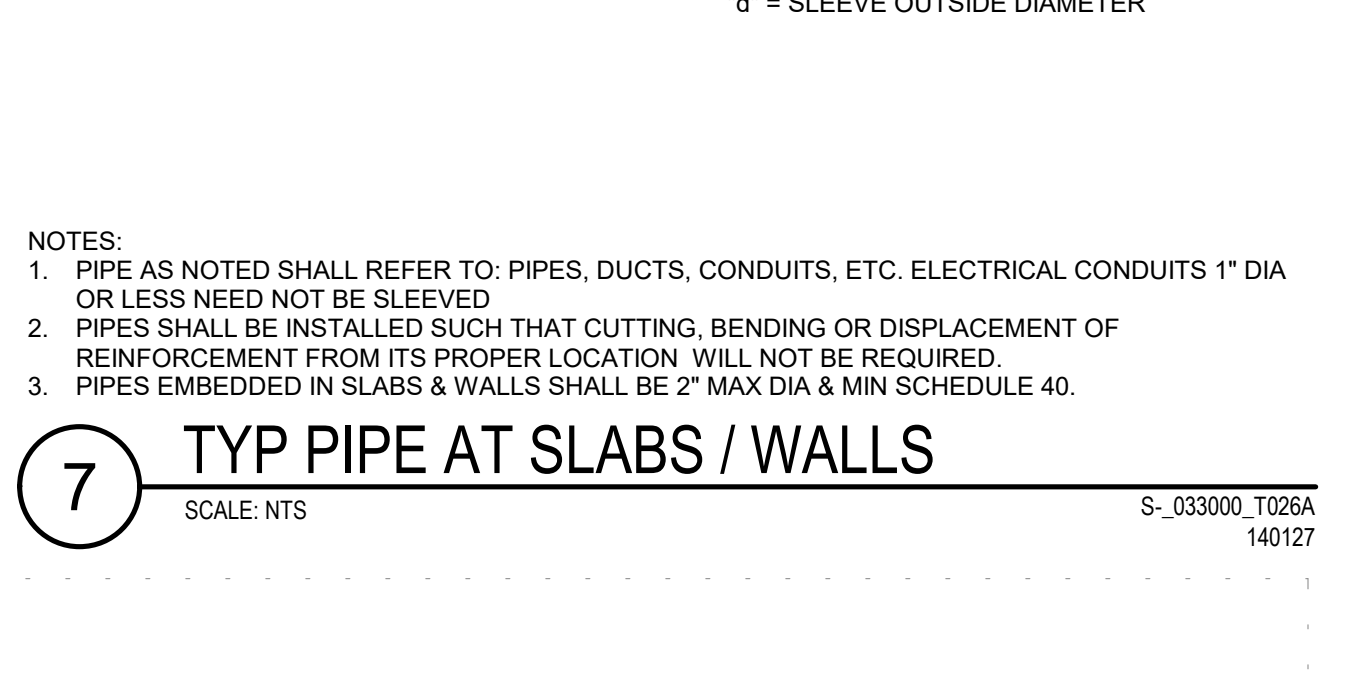 d = SLEEVE OUTSIDE DIAMETER
NOTES:
1. PIPE AS NOTED SHALL REFER TO: PIPES, DUCTS, CONDUITS, ETC. ELECTRICAL CONDUITS 1" DIA
OR LESS NEED NOT BE SLEEVED
2. PIPES SHALL BE INSTALLED SUCH THAT CUTTING, BENDING OR DISPLACEMENT OF
REINFORCEMENT FROM ITS PROPER LOCATION WILL NOT BE REQUIRED.
3. PIPES EMBEDDED IN SLABS & WALLS SHALL BE 2" MAX DIA & MIN SCHEDULE 40.
7
TYP PIPE AT SLABS / WALLS
SCALE: NTS
S-_033000_T026A
140127